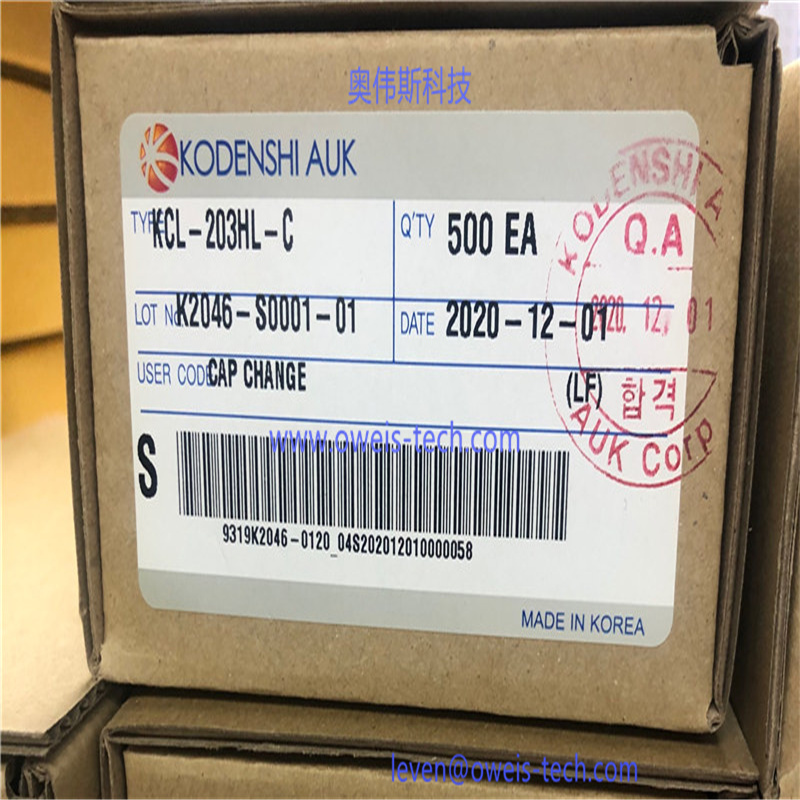 奥伟斯科技
KODENSHI AUK
TYPE KCL-203HL-C
Q'TY 500 EA
LOT No K2046-S0001-01
DATE 2020-12-01
USER CODE CAP CHANGE
(LF)
KODENSHI
Q.A
2020. 12. 01
합격
AUK Corp
www.oweis-tech.com
S
9319K2046-0120_04S202012010000058
MADE IN KOREA
leven@oweis-tech.com